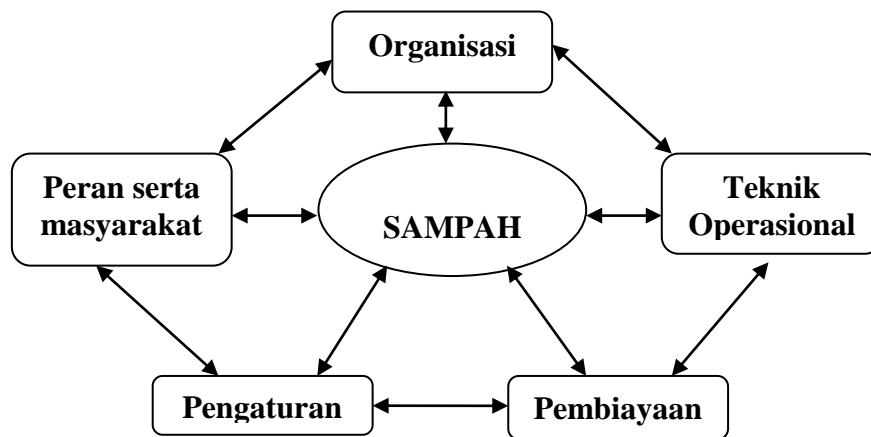 Organisasi
Peran serta
masyarakat
SAMPAH
Teknik
Operasional
Pengaturan
Pembiayaan